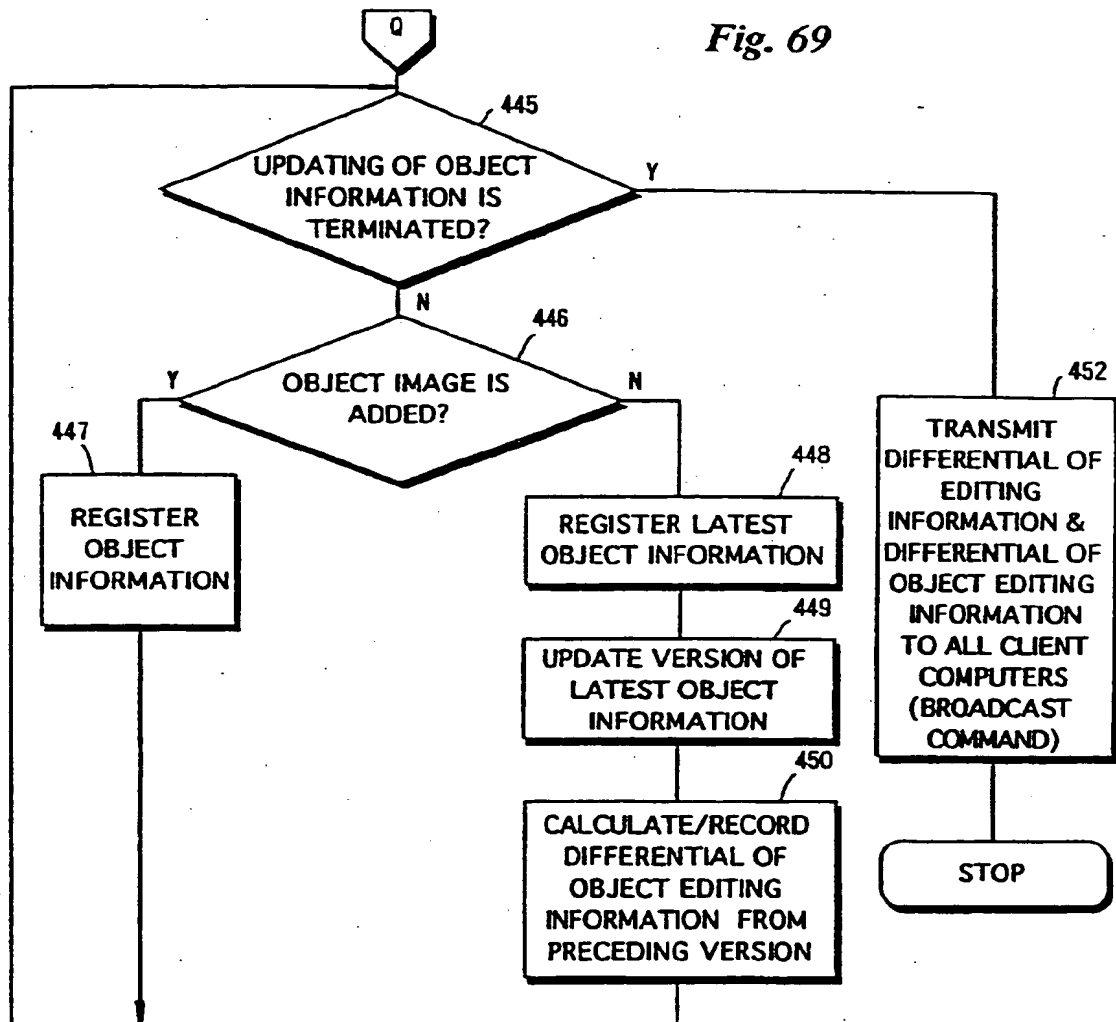 Q
Fig. 69
445
UPDATING OF OBJECT
INFORMATION IS
TERMINATED?
Y
N
446
OBJECT IMAGE IS
ADDED?
Y
N
447
REGISTER
OBJECT
INFORMATION
448
REGISTER LATEST
OBJECT INFORMATION
449
UPDATE VERSION OF
LATEST OBJECT
INFORMATION
450
CALCULATE/RECORD
DIFFERENTIAL OF
OBJECT EDITING
INFORMATION FROM
PRECEDING VERSION
452
TRANSMIT
DIFFERENTIAL OF
EDITING
INFORMATION &
DIFFERENTIAL OF
OBJECT EDITING
INFORMATION
TO ALL CLIENT
COMPUTERS
(BROADCAST
COMMAND)
STOP